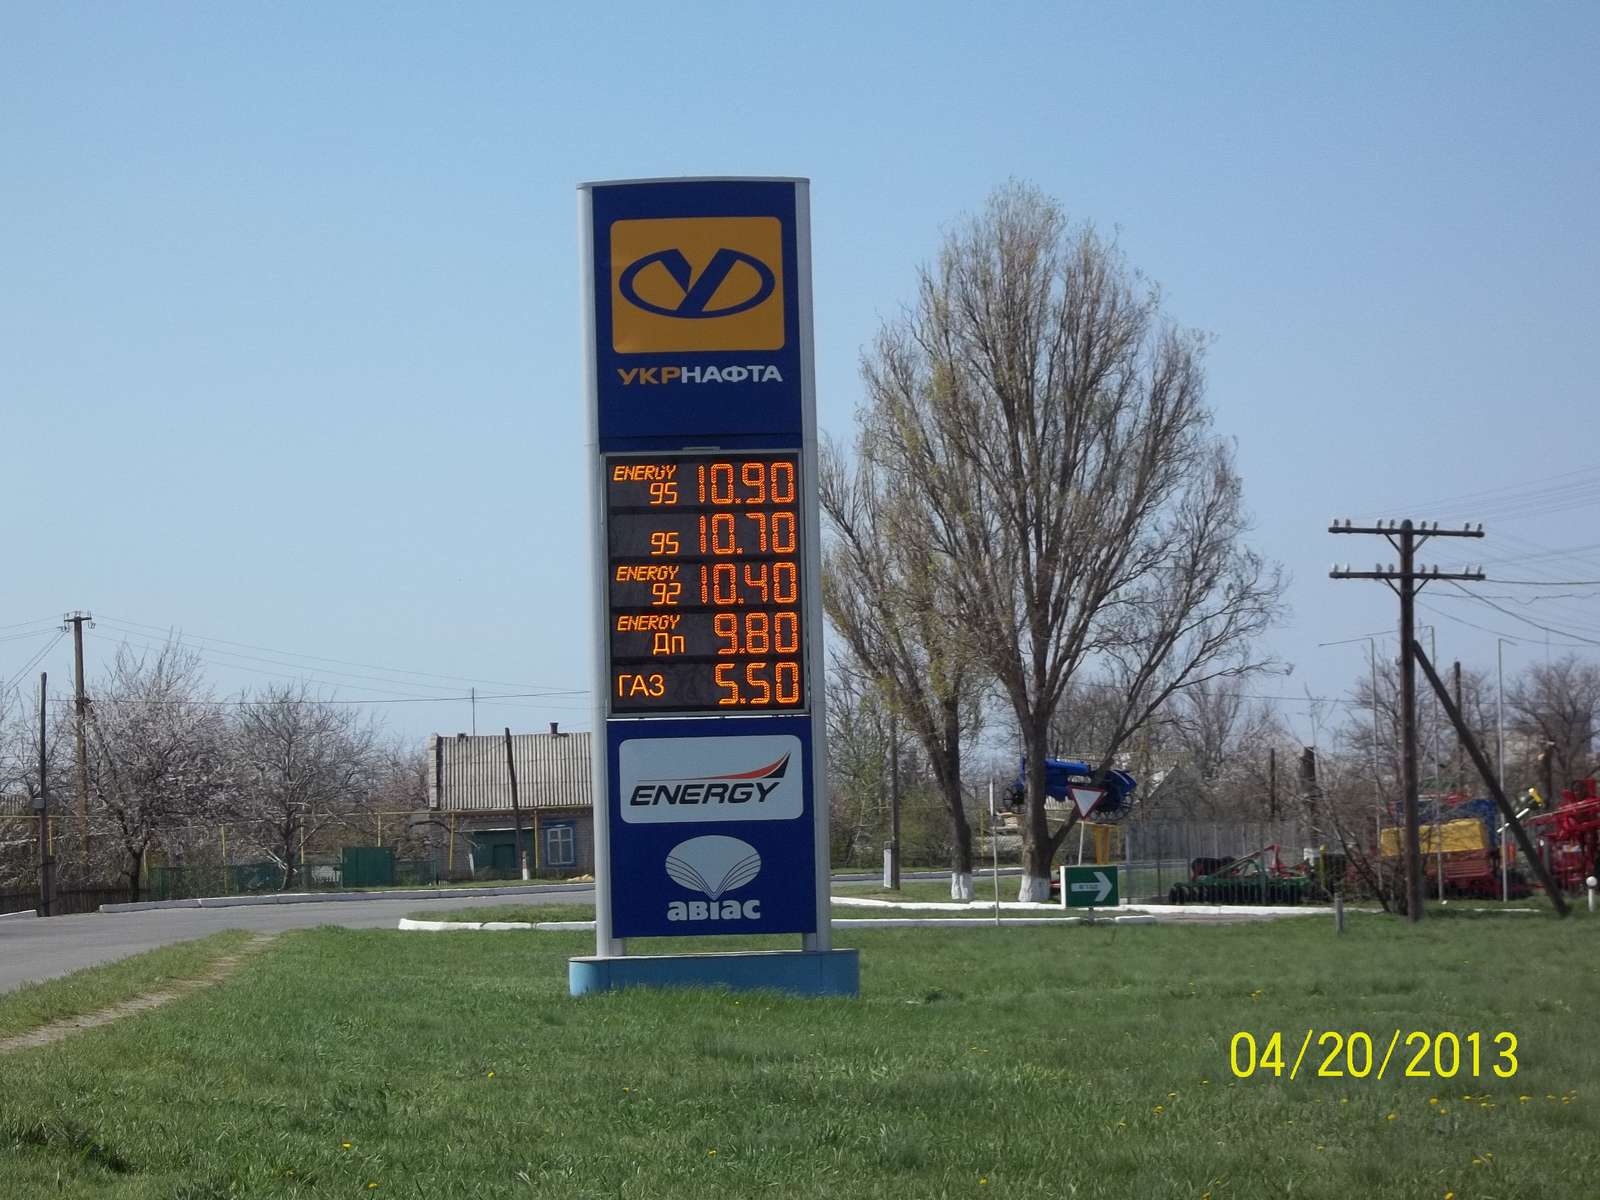 УКРНАФТА
ENERGY 95 10.90
95 10.70
ENERGY 92 10.40
ENERGY Дп 9.80
ГАЗ 5.50
ENERGY
авіас
04/20/2013